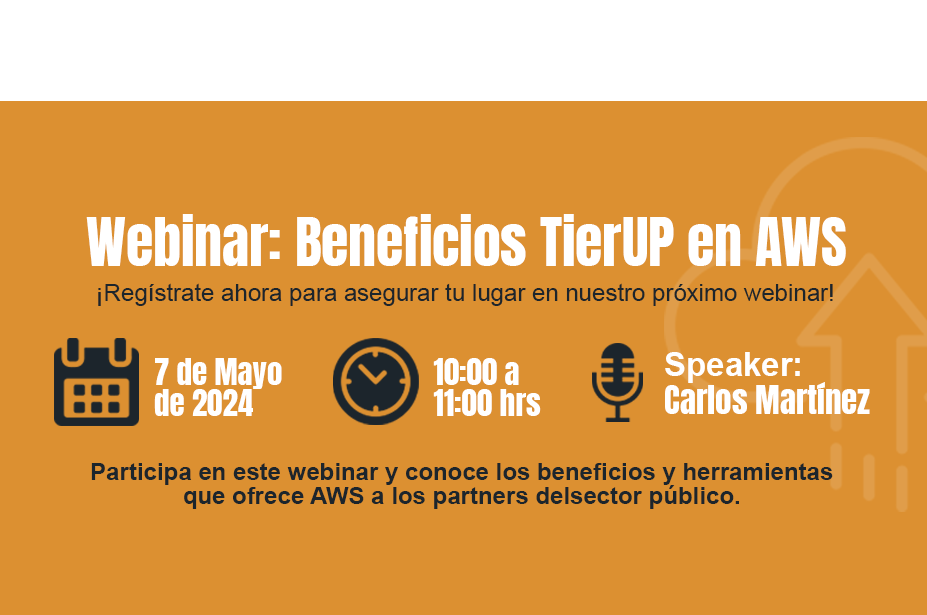 Webinar: Beneficios TierUP en AWS
¡Regístrate ahora para asegurar tu lugar en nuestro próximo webinar!
7 de Mayo
de 2024
10:00 a
11:00 hrs
Speaker:
Carlos Martínez
Participa en este webinar y conoce los beneficios y herramientas
que ofrece AWS a los partners delsector público.